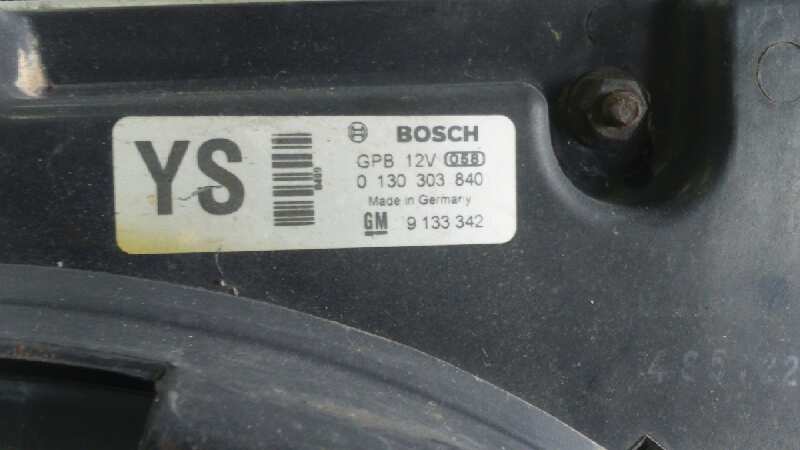 YS
BOSCH
GPB 12V 058
0 130 303 840
Made in Germany
GM 9 133 342